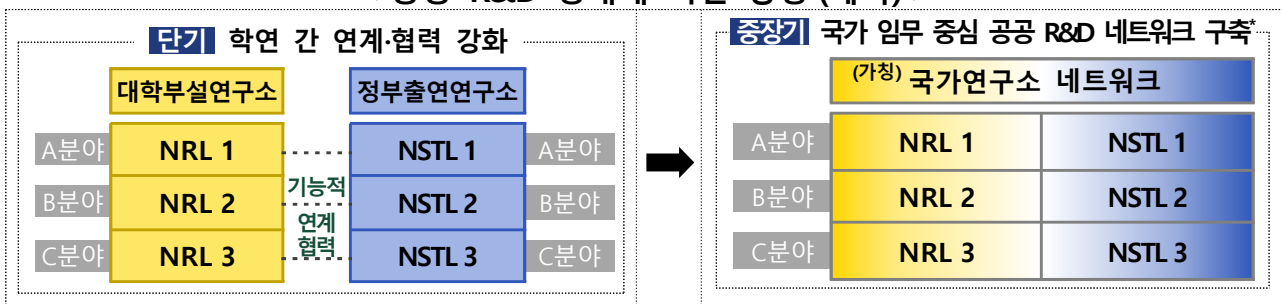 단기 학연 간 연계·협력 강화
대학부설연구소 정부출연연구소
A분야 NRL 1 NSTL 1 A분야
기능적
B분야 NRL 2 NSTL 2 B분야
연계
협력
C분야 NRL 3 NSTL 3 C분야
중장기 국가 임무 중심 공공 R&D 네트워크 구축*
(가칭) 국가연구소 네트워크
A분야 NRL 1 NSTL 1
B분야 NRL 2 NSTL 2
C분야 NRL 3 NSTL 3